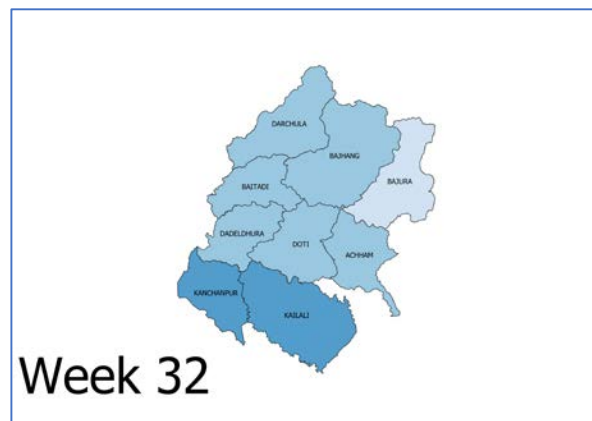 DARCHULA
BAJHANG
BAJURA
BAITADI
DADELDHURA
DOTI
ACHHAM
KANCHANPUR
KAILALI
Week 32